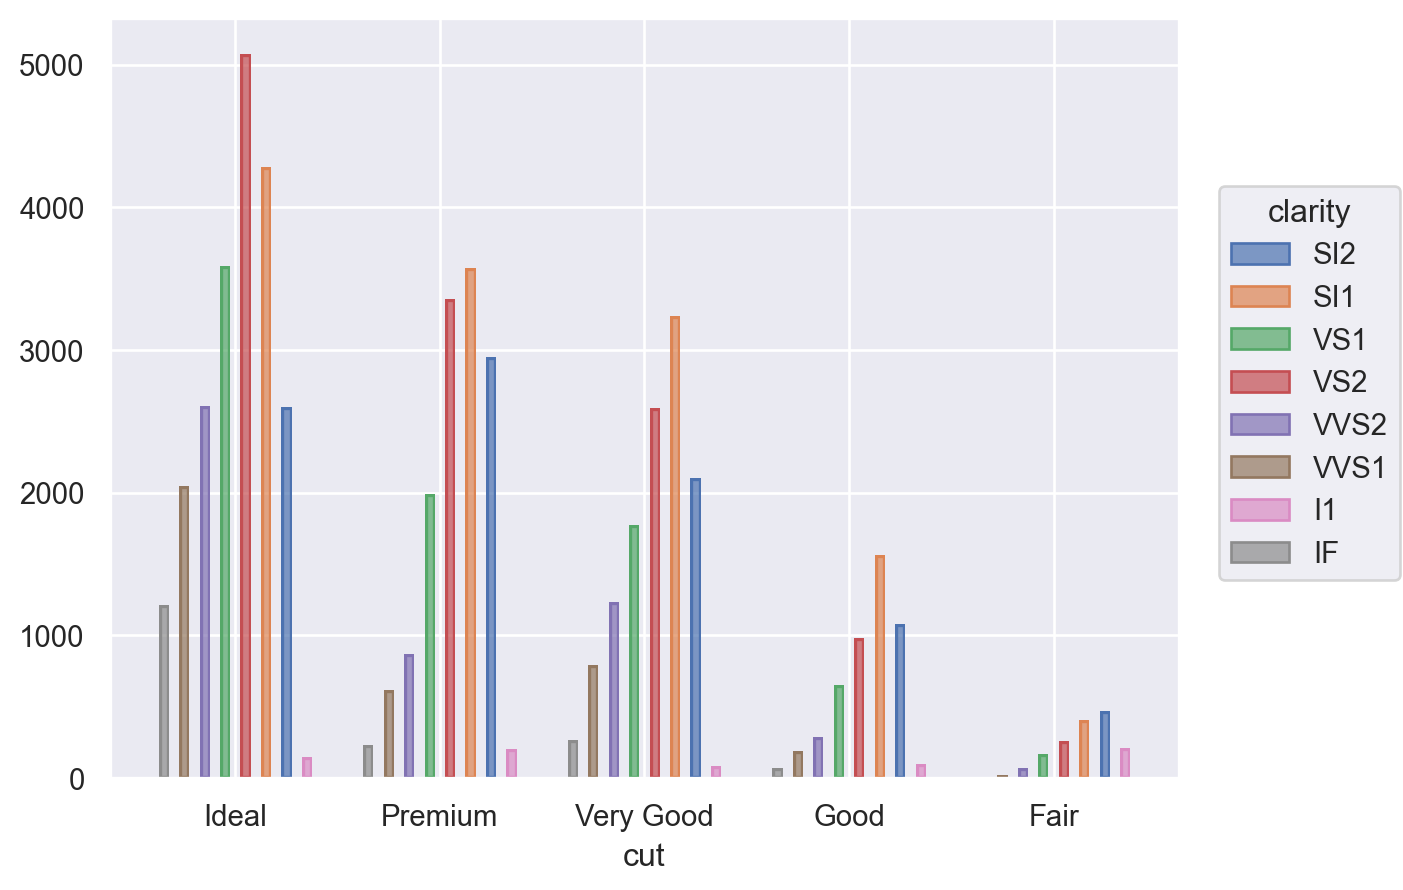 5000
4000
3000
2000
1000
0
Ideal
Premium
Very Good
Good
Fair
cut
clarity
SI2
SI1
VS1
VS2
VVS2
VVS1
I1
IF